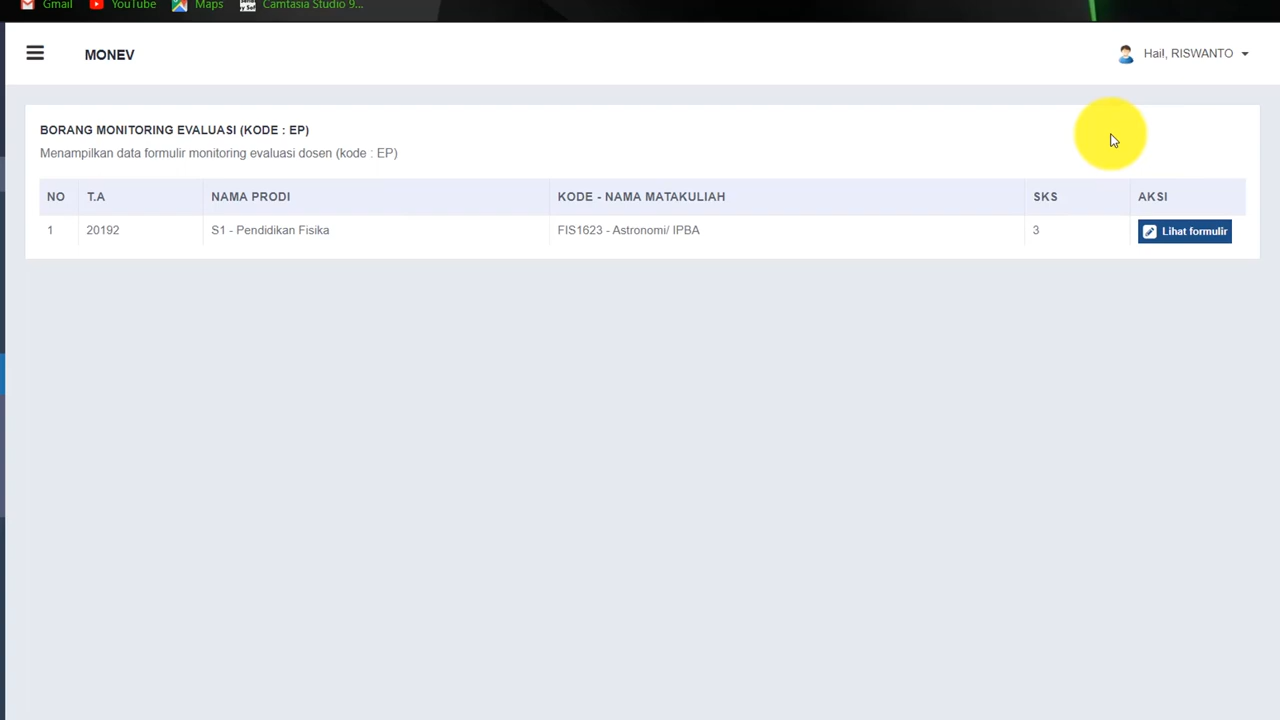 Gmail YouTube Maps Camtasia Studio 9...
MONEV
Hai!, RISWANTO
BORANG MONITORING EVALUASI (KODE : EP)
Menampilkan data formulir monitoring evaluasi dosen (kode : EP)
NO T.A NAMA PRODI KODE - NAMA MATAKULIAH SKS AKSI
1 20192 S1 - Pendidikan Fisika FIS1623 - Astronomi/ IPBA 3 Lihat formulir